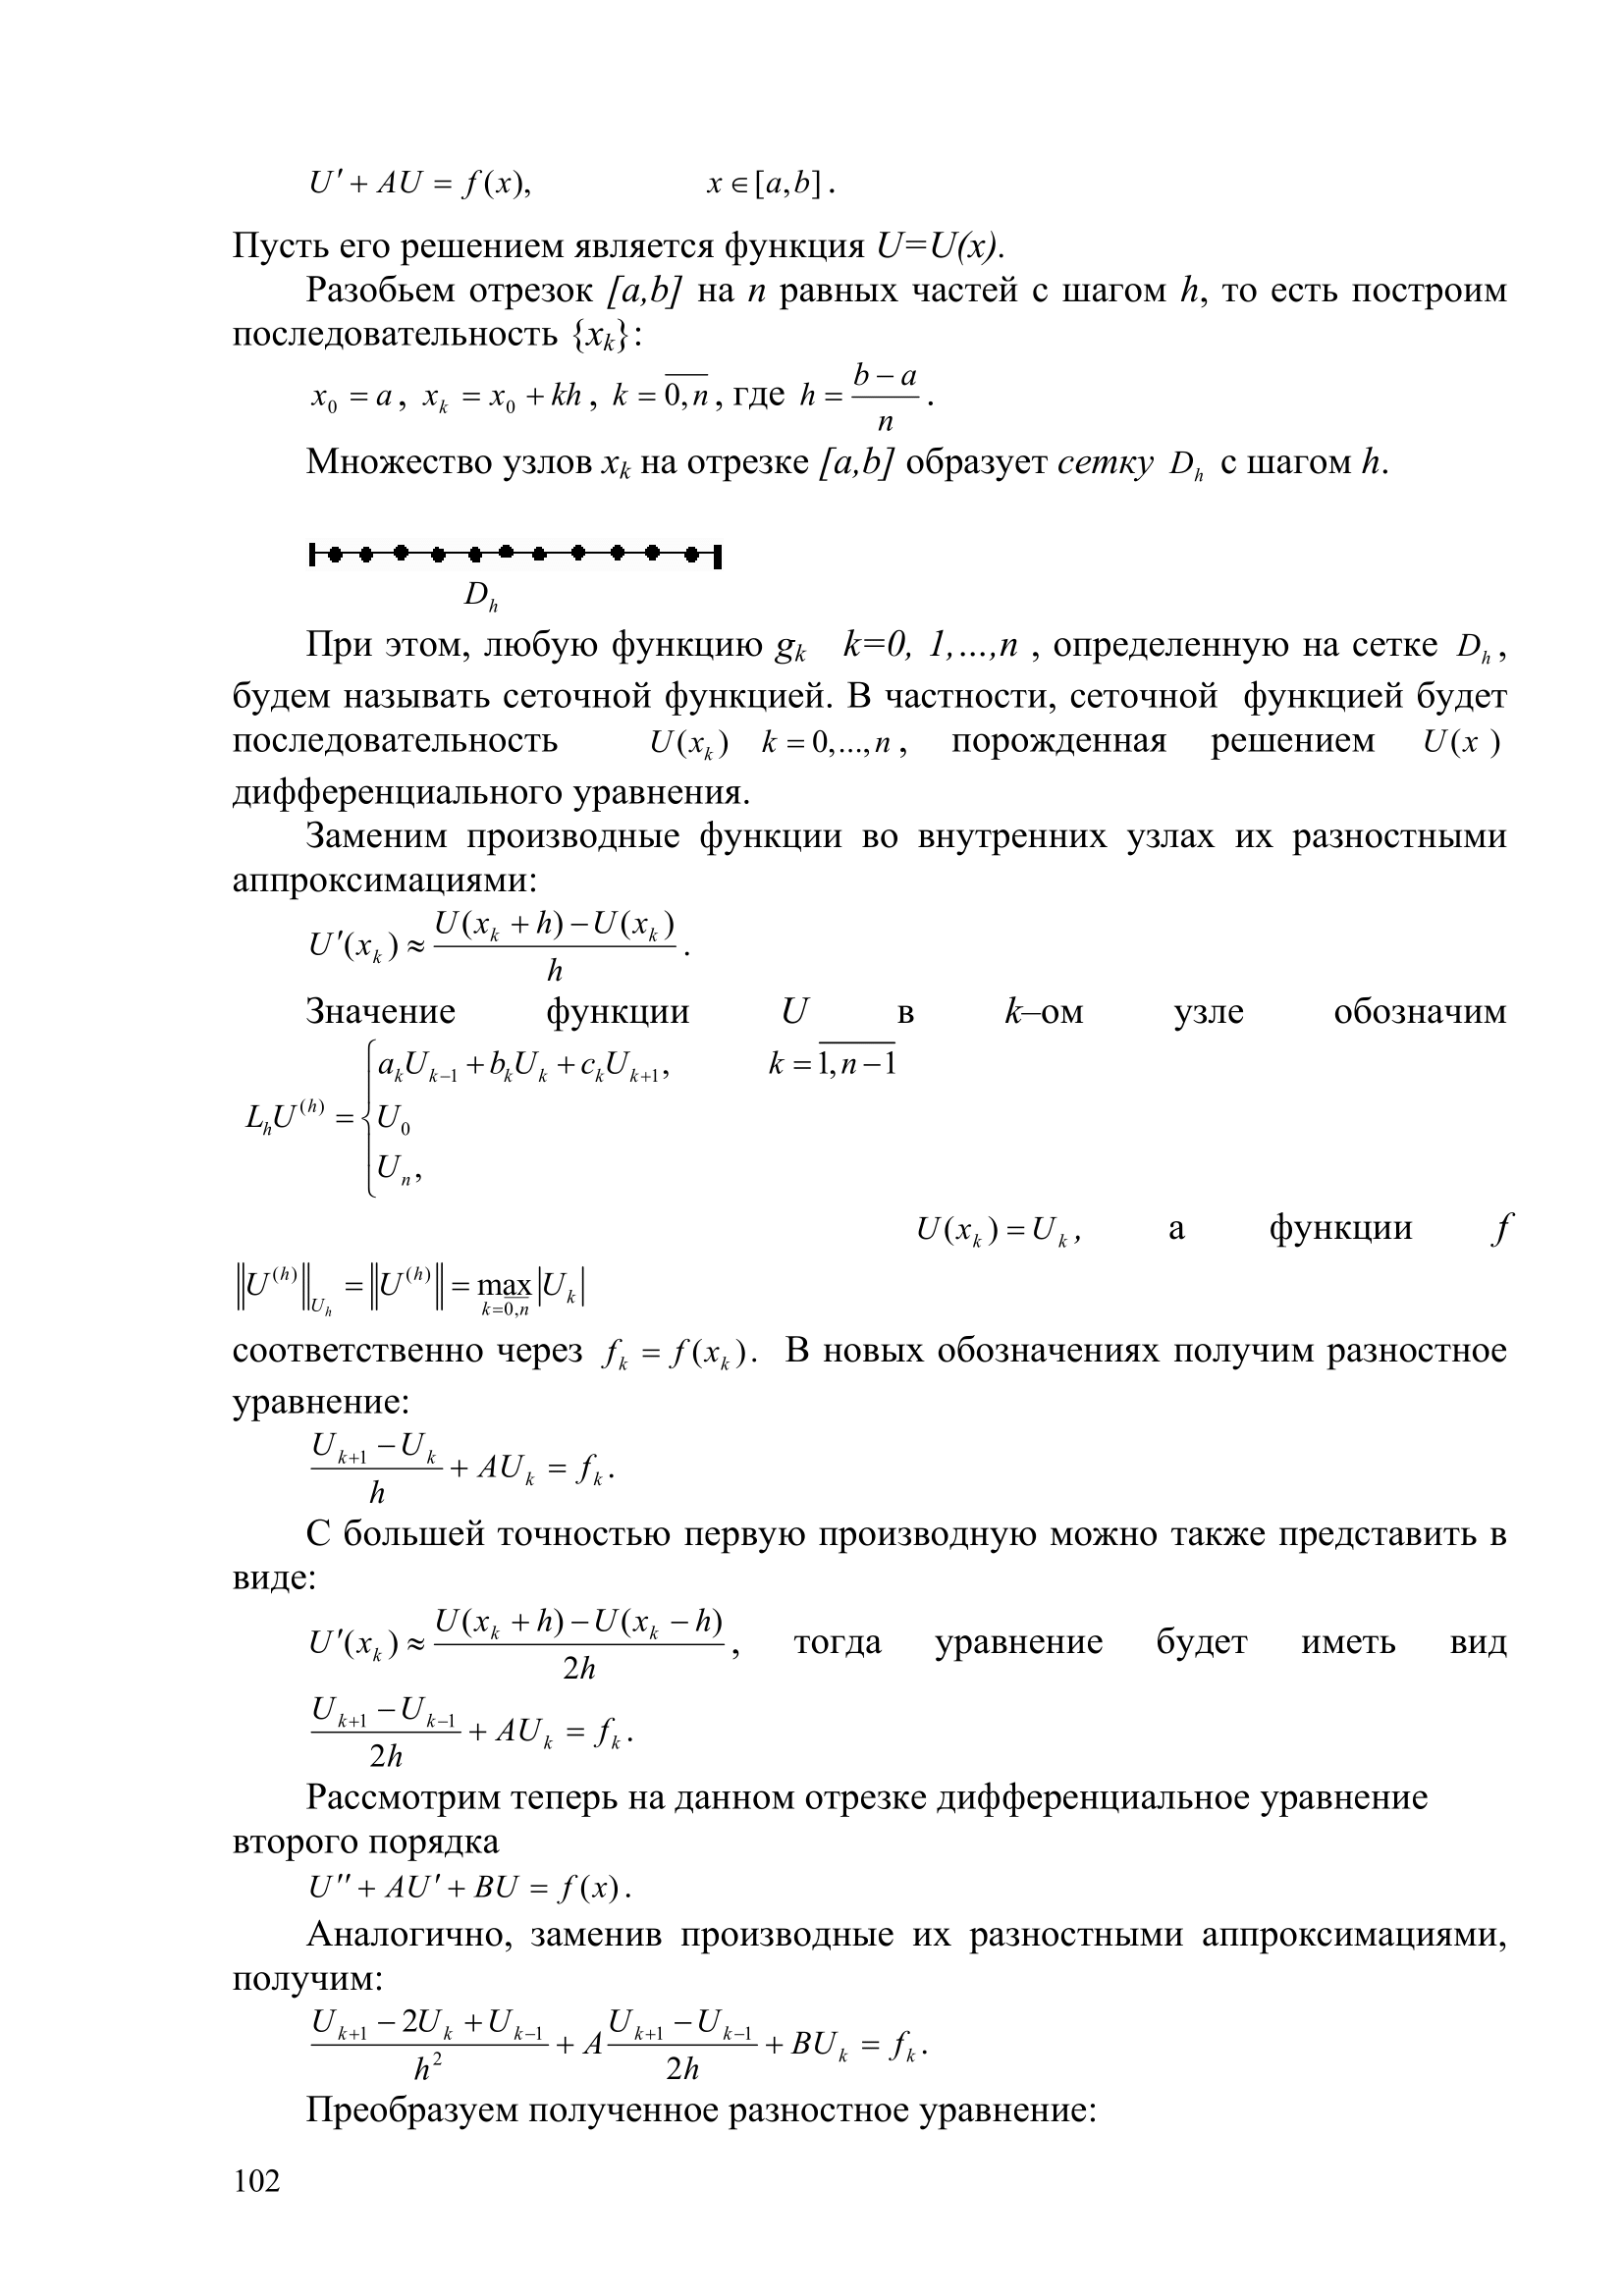 U′ + AU = f(x), x ∈ [a,b].
Пусть его решением является функция U=U(x).
Разобьем отрезок [a,b] на n равных частей с шагом h, то есть построим
последовательность {x_k}:
x_0 = a, x_k = x_0 + kh, k = \overline{0,n}, где h = \frac{b − a}{n}.
Множество узлов x_k на отрезке [a,b] образует сетку D_h с шагом h.
D_h
При этом, любую функцию g_k k=0, 1,…,n , определенную на сетке D_h,
будем называть сеточной функцией. В частности, сеточной функцией будет
последовательность U(x_k) k = 0,...,n, порожденная решением U(x )
дифференциального уравнения.
Заменим производные функции во внутренних узлах их разностными
аппроксимациями:
U′(x_k) ≈ \frac{U(x_k + h) − U(x_k)}{h}.
Значение функции U в k–ом узле обозначим
L_h U^{(h)} = \begin{cases} a_k U_{k−1} + b_k U_k + c_k U_{k+1}, & k = \overline{1,n−1} \\ U_0 \\ U_n, \end{cases}
U(x_k) = U_k, а функции f
‖U^{(h)}‖_{U_h} = ‖U^{(h)}‖ = \max_{k=\overline{0,n}} |U_k|
соответственно через f_k = f(x_k). В новых обозначениях получим разностное
уравнение:
\frac{U_{k+1} − U_k}{h} + AU_k = f_k.
С большей точностью первую производную можно также представить в
виде:
U′(x_k) ≈ \frac{U(x_k + h) − U(x_k − h)}{2h}, тогда уравнение будет иметь вид
\frac{U_{k+1} − U_{k−1}}{2h} + AU_k = f_k.
Рассмотрим теперь на данном отрезке дифференциальное уравнение
второго порядка
U″ + AU′ + BU = f(x).
Аналогично, заменив производные их разностными аппроксимациями,
получим:
\frac{U_{k+1} − 2U_k + U_{k−1}}{h^2} + A\frac{U_{k+1} − U_{k−1}}{2h} + BU_k = f_k.
Преобразуем полученное разностное уравнение:
102